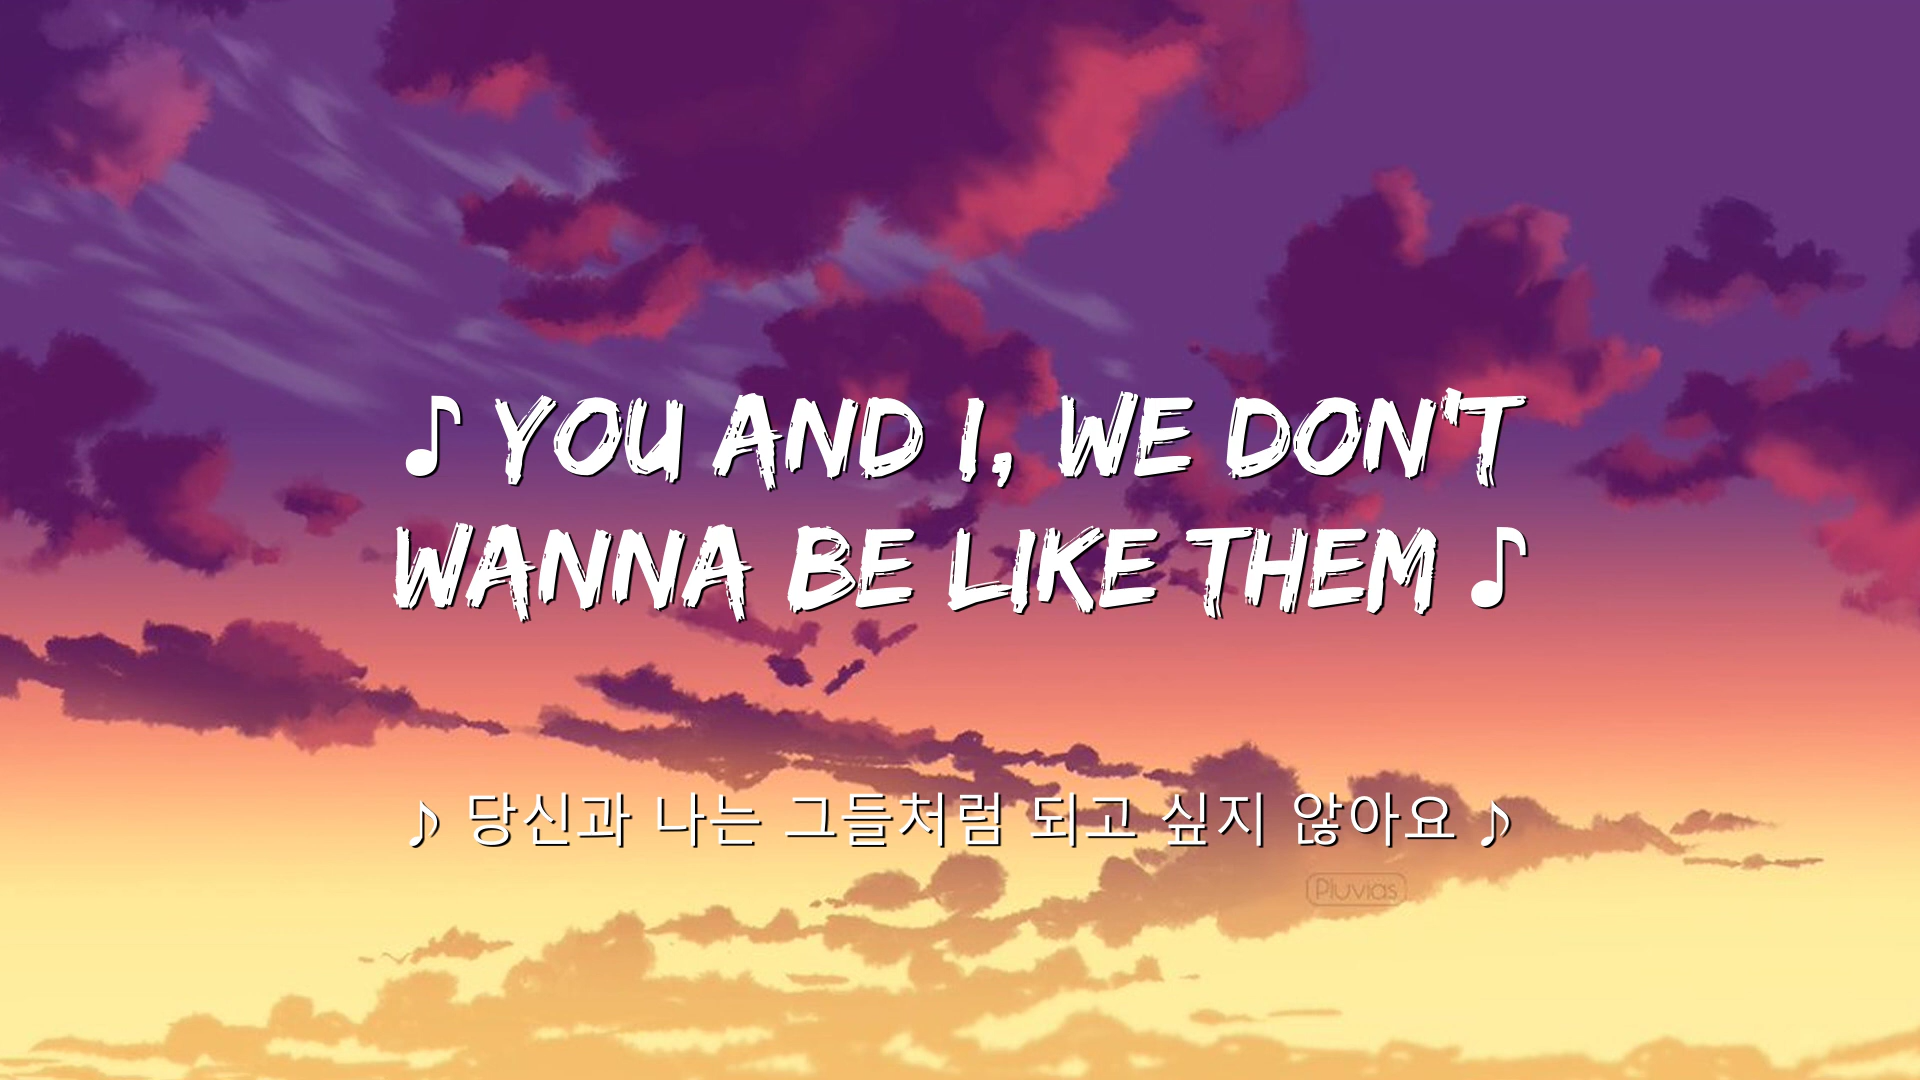 ♪ YOU AND I, WE DON'T
WANNA BE LIKE THEM ♪
♪ 당신과 나는 그들처럼 되고 싶지 않아요 ♪
Pluvias